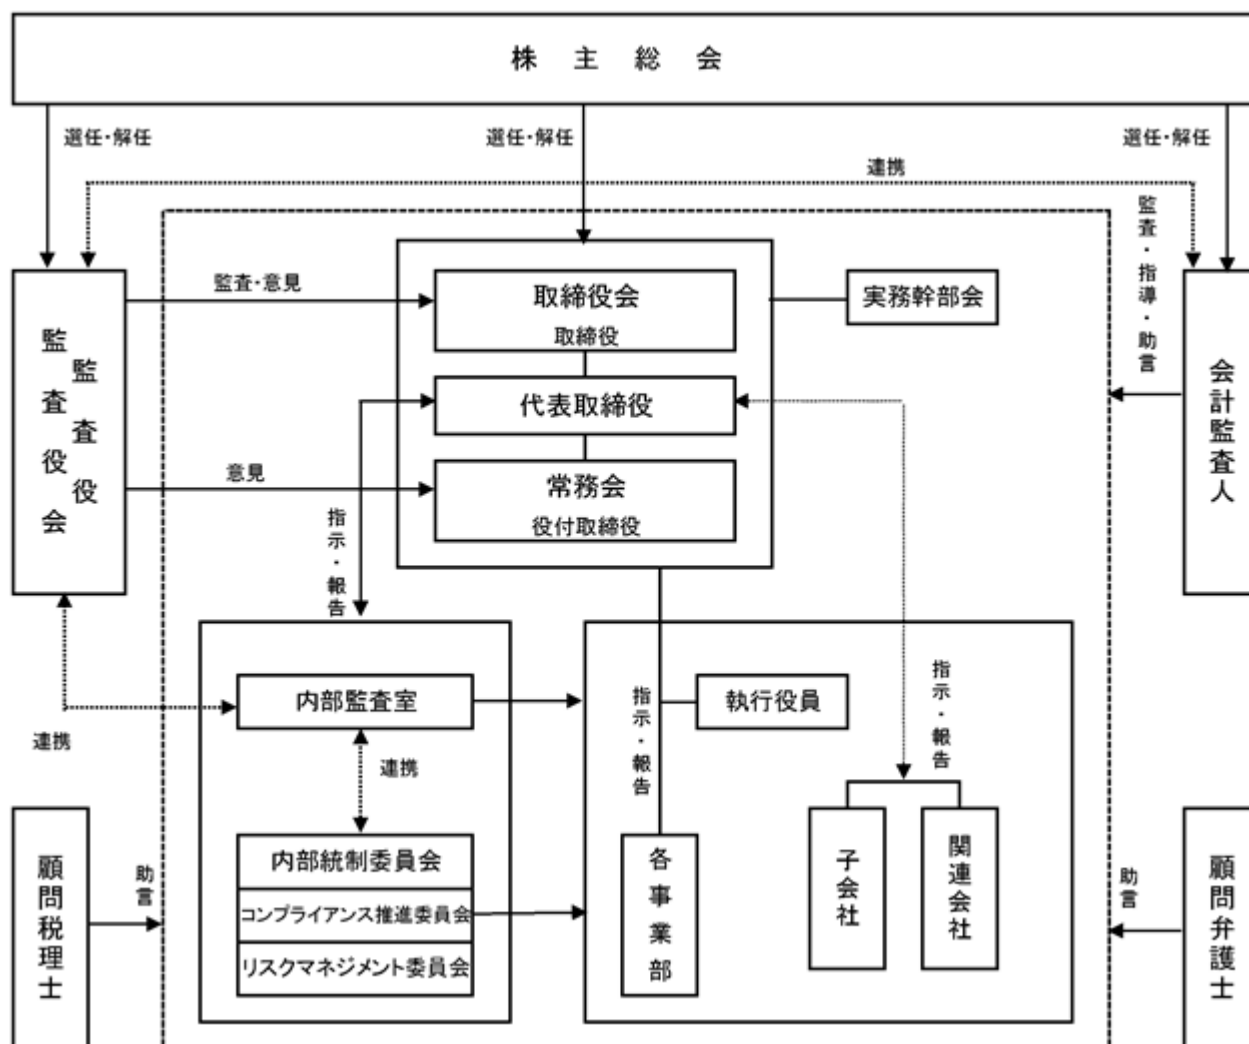 株主総会
選任・解任
選任・解任
選任・解任
連携
監査・指導・助言
監査・意見
取締役会
取締役
実務幹部会
監査役会
監査役
代表取締役
会計監査人
意見
常務会
役付取締役
指示・報告
内部監査室
執行役員
指示・報告
指示・報告
連携
連携
内部統制委員会
コンプライアンス推進委員会
リスクマネジメント委員会
各事業部
子会社
関連会社
顧問税理士
助言
助言
顧問弁護士